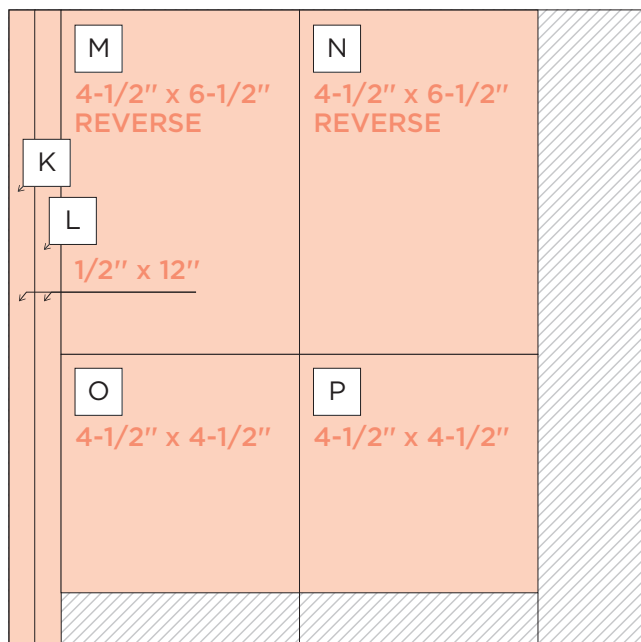 M
4-1/2" x 6-1/2"
REVERSE
N
4-1/2" x 6-1/2"
REVERSE
K
L
1/2" x 12"
O
4-1/2" x 4-1/2"
P
4-1/2" x 4-1/2"